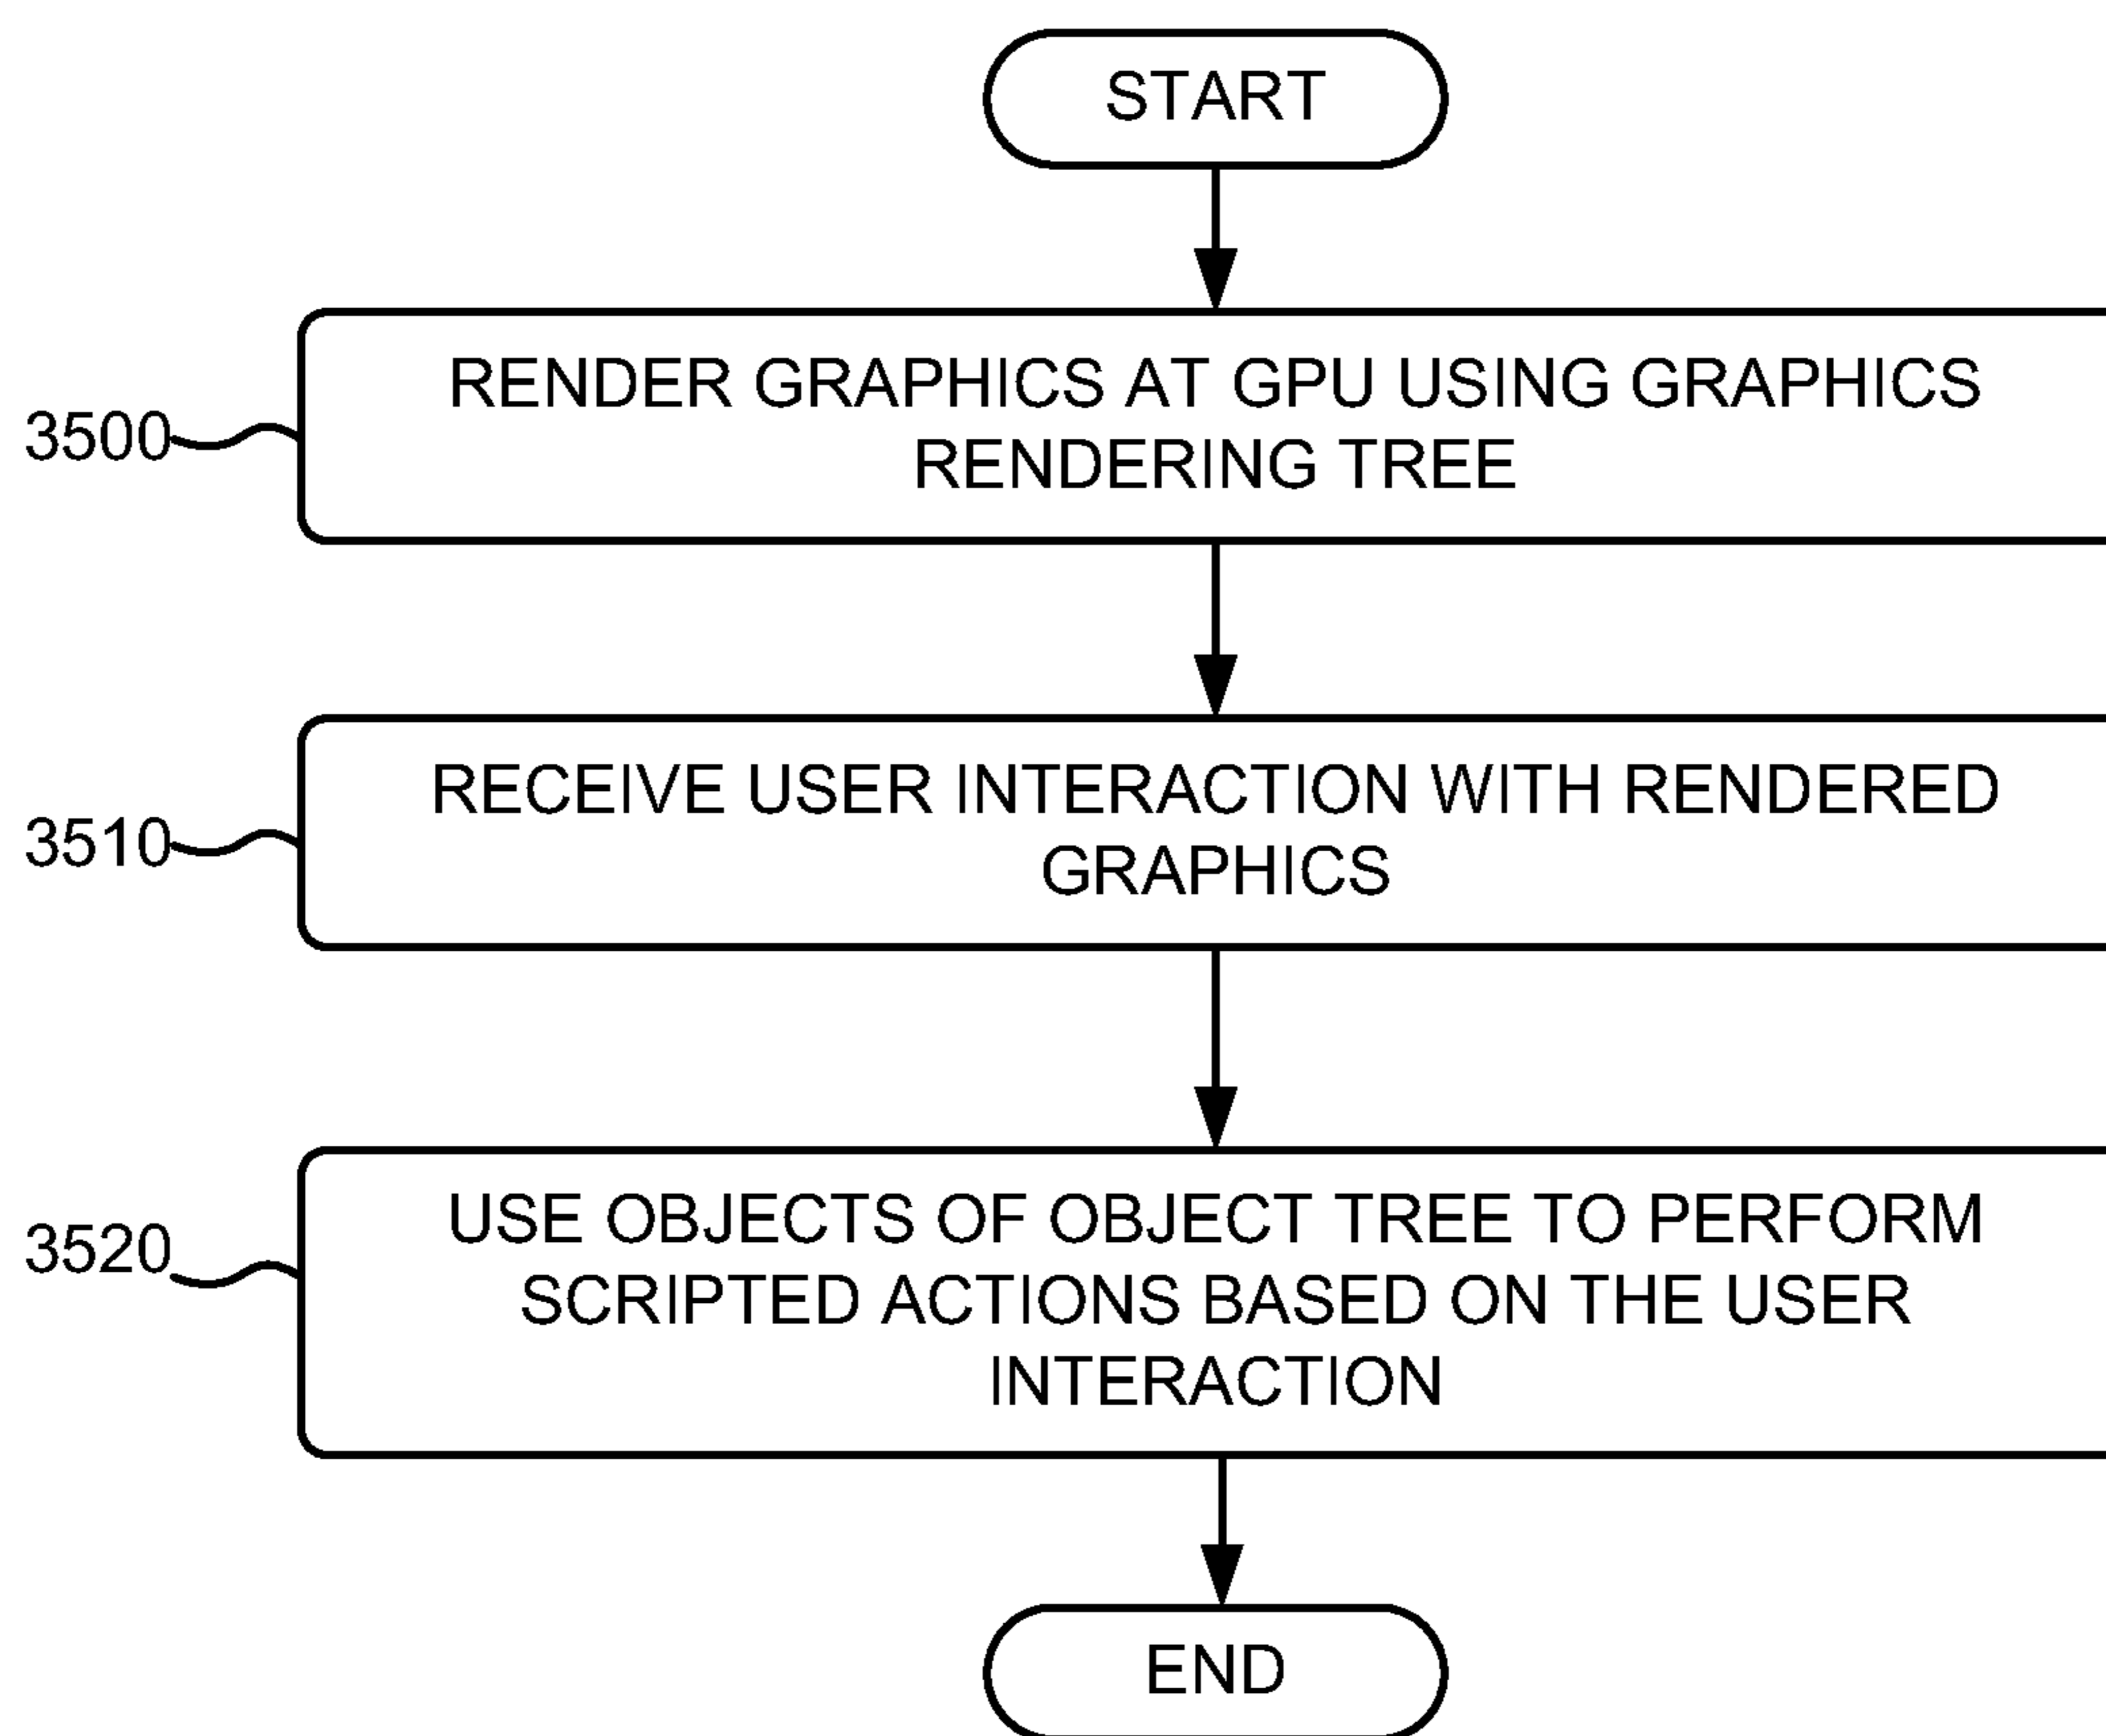 START
RENDER GRAPHICS AT GPU USING GRAPHICS
RENDERING TREE
3500
RECEIVE USER INTERACTION WITH RENDERED
GRAPHICS
3510
USE OBJECTS OF OBJECT TREE TO PERFORM
SCRIPTED ACTIONS BASED ON THE USER
INTERACTION
3520
END